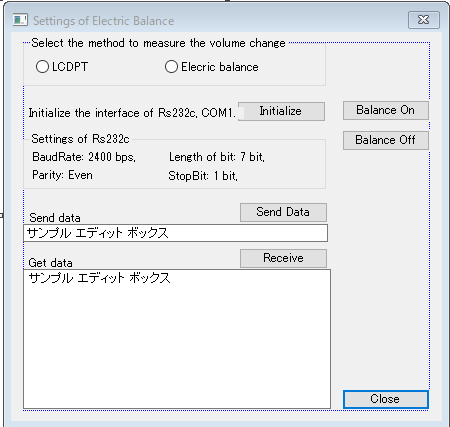 Settings of Electric Balance
Select the method to measure the volume change
LCDPT
Elecric balance
Initialize the interface of Rs232c, COM1.
Initialize
Balance On
Balance Off
Settings of Rs232c
BaudRate: 2400 bps,
Length of bit: 7 bit,
Parity: Even
StopBit: 1 bit,
Send data
Send Data
サンプル エディット ボックス
Get data
Receive
サンプル エディット ボックス
Close